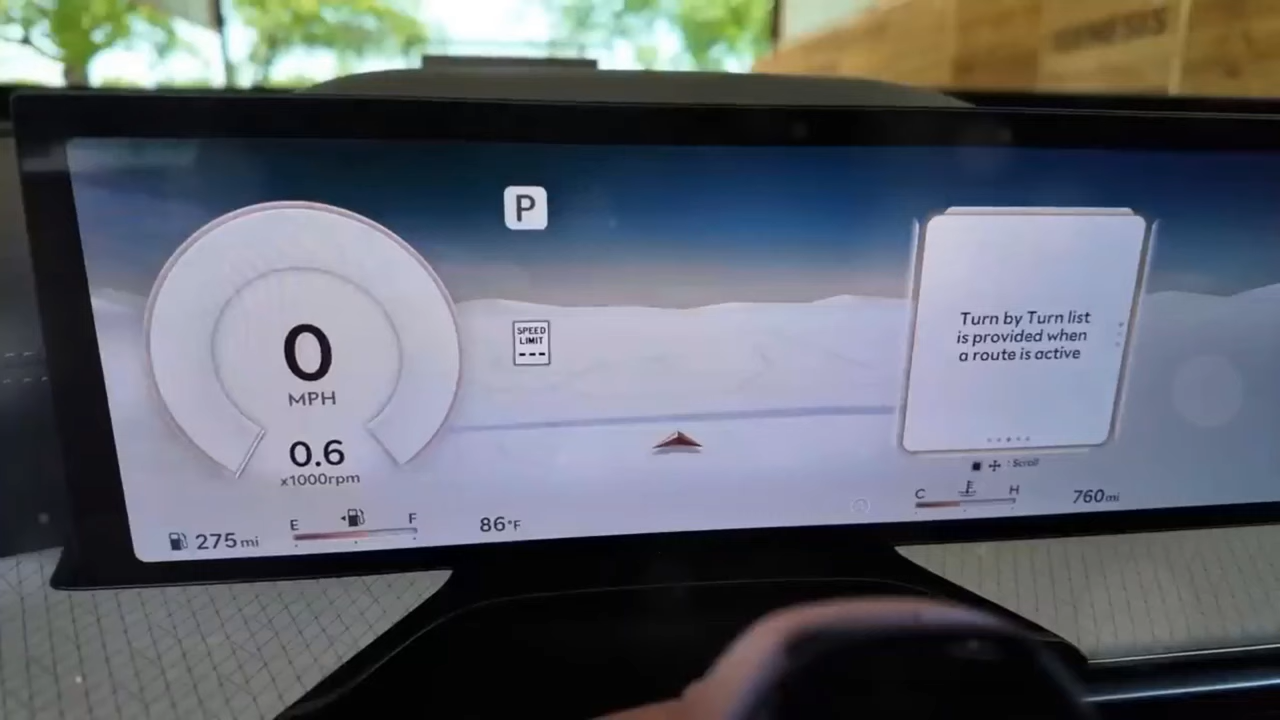 GENESIS
P
SPEED
LIMIT
---
0
MPH
0.6
x1000rpm
Turn by Turn list
is provided when
a route is active
: Scroll
C H
760 mi
E F
275 mi
86°F